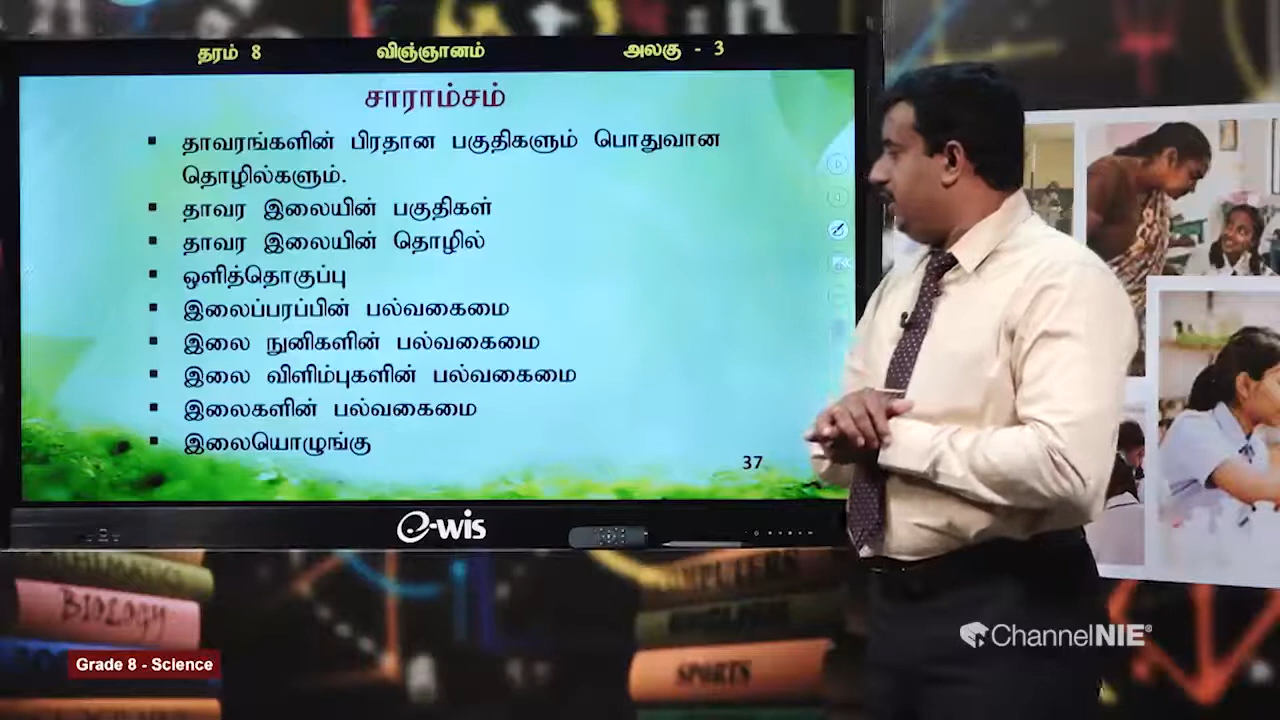 தரம் 8 விஞ்ஞானம் அலகு - 3
சாராம்சம்
▪ தாவரங்களின் பிரதான பகுதிகளும் பொதுவான
தொழில்களும்.
▪ தாவர இலையின் பகுதிகள்
▪ தாவர இலையின் தொழில்
▪ ஒளித்தொகுப்பு
▪ இலைப்பரப்பின் பல்வகைமை
▪ இலை நுனிகளின் பல்வகைமை
▪ இலை விளிம்புகளின் பல்வகைமை
▪ இலைகளின் பல்வகைமை
▪ இலையொழுங்கு
37
e-wis
BIOLOGY
COMPUTERS
SPORTS
Grade 8 - Science
ChannelNIE®